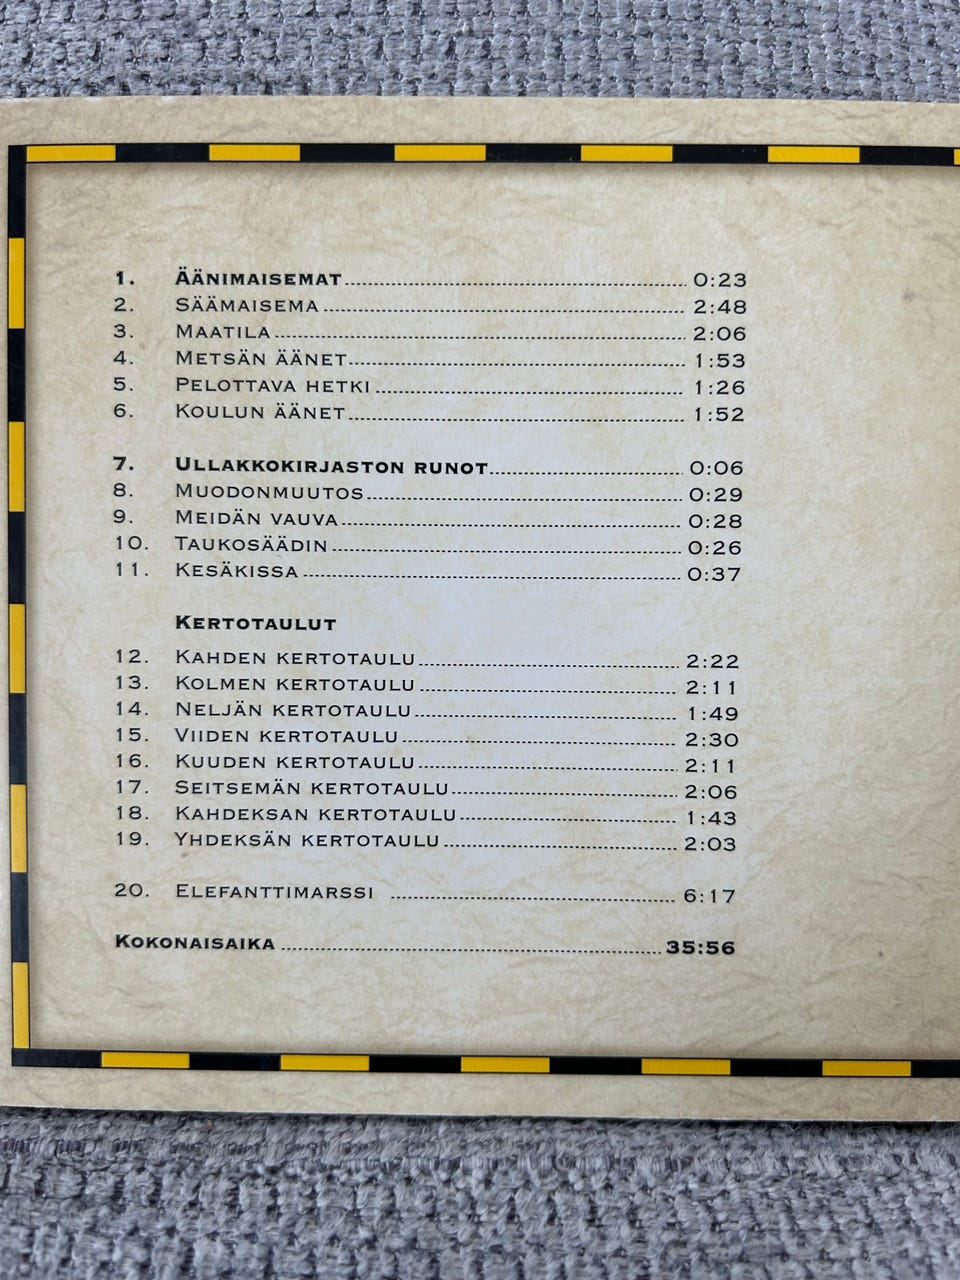 1. ÄÄNIMAISEMAT 0:23
2. SÄÄMAISEMA 2:48
3. MAATILA 2:06
4. METSÄN ÄÄNET 1:53
5. PELOTTAVA HETKI 1:26
6. KOULUN ÄÄNET 1:52
7. ULLAKKOKIRJASTON RUNOT 0:06
8. MUODONMUUTOS 0:29
9. MEIDÄN VAUVA 0:28
10. TAUKOSÄÄDIN 0:26
11. KESÄKISSA 0:37
KERTOTAULUT
12. KAHDEN KERTOTAULU 2:22
13. KOLMEN KERTOTAULU 2:11
14. NELJÄN KERTOTAULU 1:49
15. VIIDEN KERTOTAULU 2:30
16. KUUDEN KERTOTAULU 2:11
17. SEITSEMÄN KERTOTAULU 2:06
18. KAHDEKSAN KERTOTAULU 1:43
19. YHDEKSÄN KERTOTAULU 2:03
20. ELEFANTTIMARSSI 6:17
KOKONAISAIKA 35:56